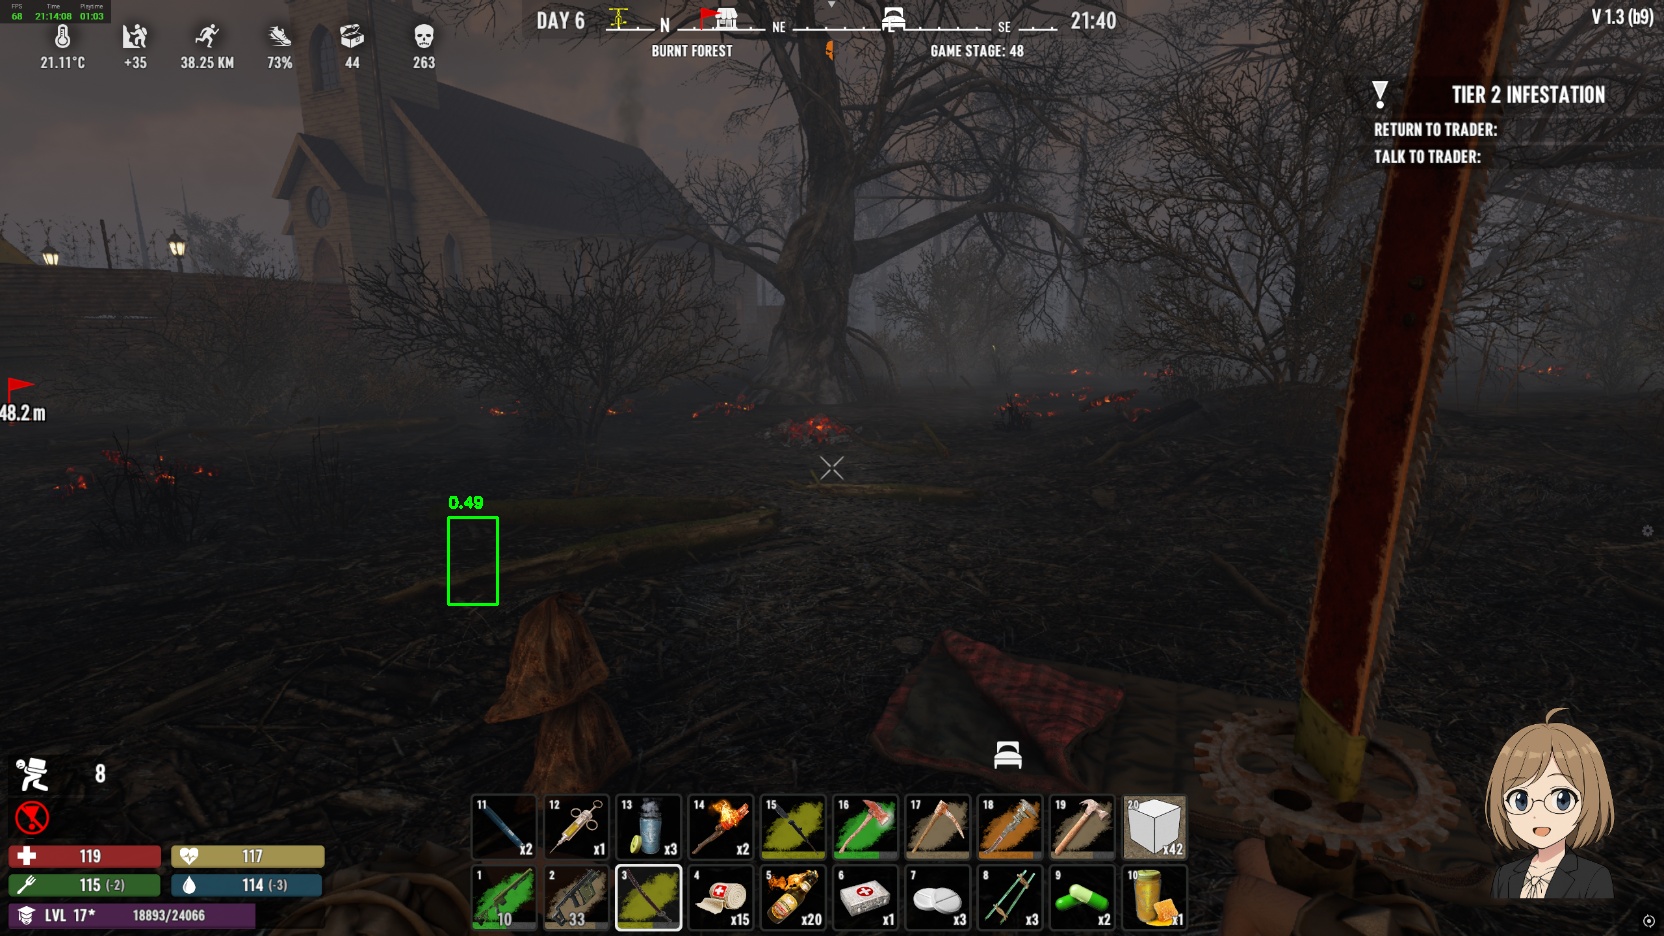 FPS Time Playtime
68 21:14:08 01:03
DAY 6
N
NE
E
SE
21:40
V 1.3 (b9)
BURNT FOREST
GAME STAGE: 48
21.11°C
+35
38.25 KM
73%
44
263
TIER 2 INFESTATION
RETURN TO TRADER:
TALK TO TRADER:
48.2 m
0.49
8
11 x2
12 x1
13 x3
14 x2
15
16
17
18
19
20 x42
119
117
115 (-2)
114 (-3)
LVL 17*
18893/24066
1 10
2 33
3
4 x15
5 x20
6 x1
7 x3
8 x3
9 x2
10 x1